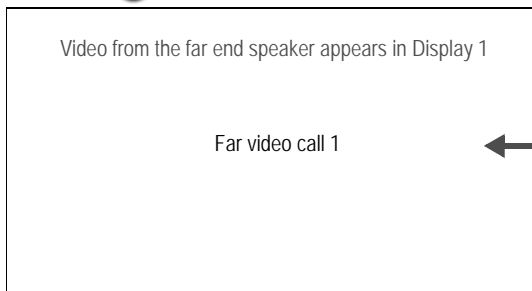 Video from the far end speaker appears in Display 1
Far video call 1